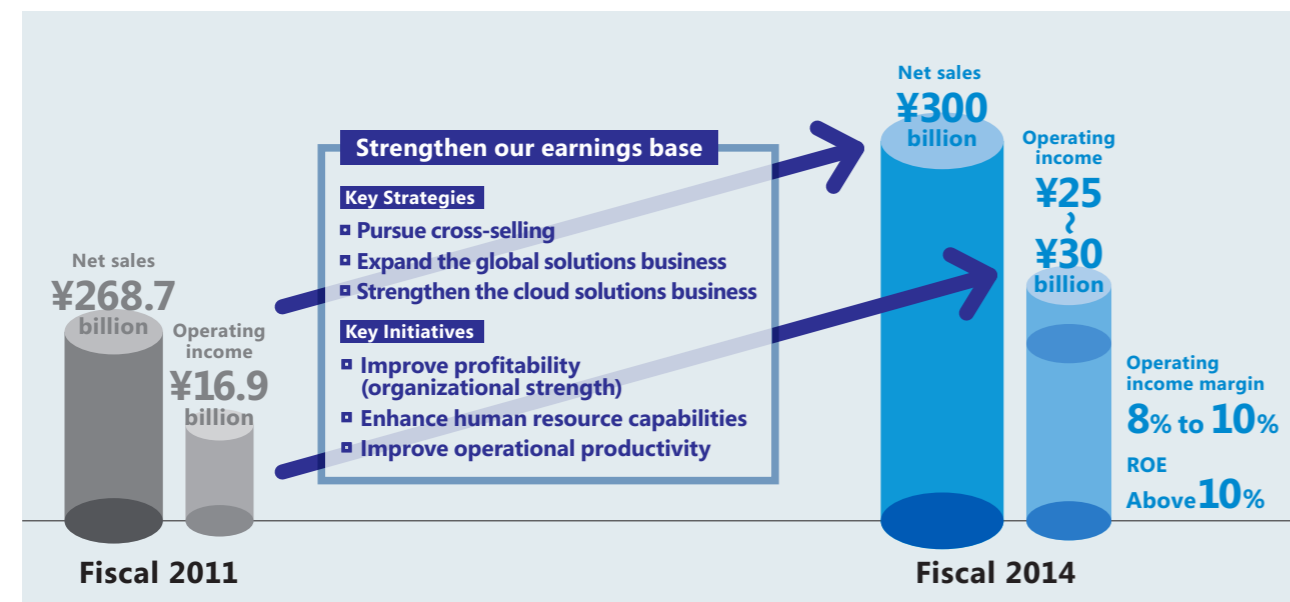 Net sales
¥268.7
billion
Operating
income
¥16.9
billion
Fiscal 2011
Strengthen our earnings base
Key Strategies
Pursue cross-selling
Expand the global solutions business
Strengthen the cloud solutions business
Key Initiatives
Improve profitability
(organizational strength)
Enhance human resource capabilities
Improve operational productivity
Net sales
¥300
billion
Operating
income
¥25
~
¥30
billion
Operating
income margin
8% to 10%
ROE
Above 10%
Fiscal 2014